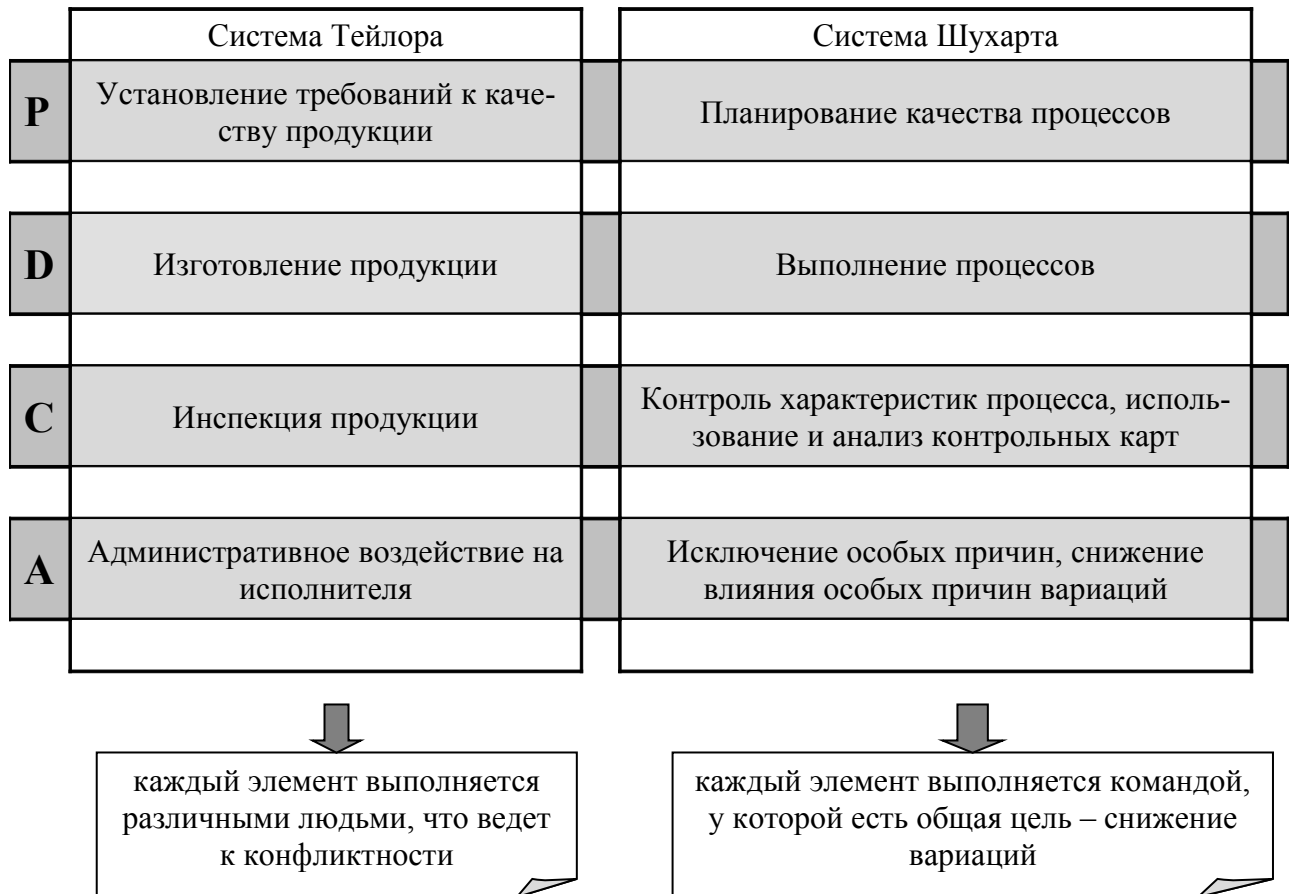 Система Тейлора
Система Шухарта
P
Установление требований к каче-
ству продукции
Планирование качества процессов
D
Изготовление продукции
Выполнение процессов
C
Инспекция продукции
Контроль характеристик процесса, исполь-
зование и анализ контрольных карт
A
Административное воздействие на
исполнителя
Исключение особых причин, снижение
влияния особых причин вариаций
каждый элемент выполняется
различными людьми, что ведет
к конфликтности
каждый элемент выполняется командой,
у которой есть общая цель – снижение
вариаций